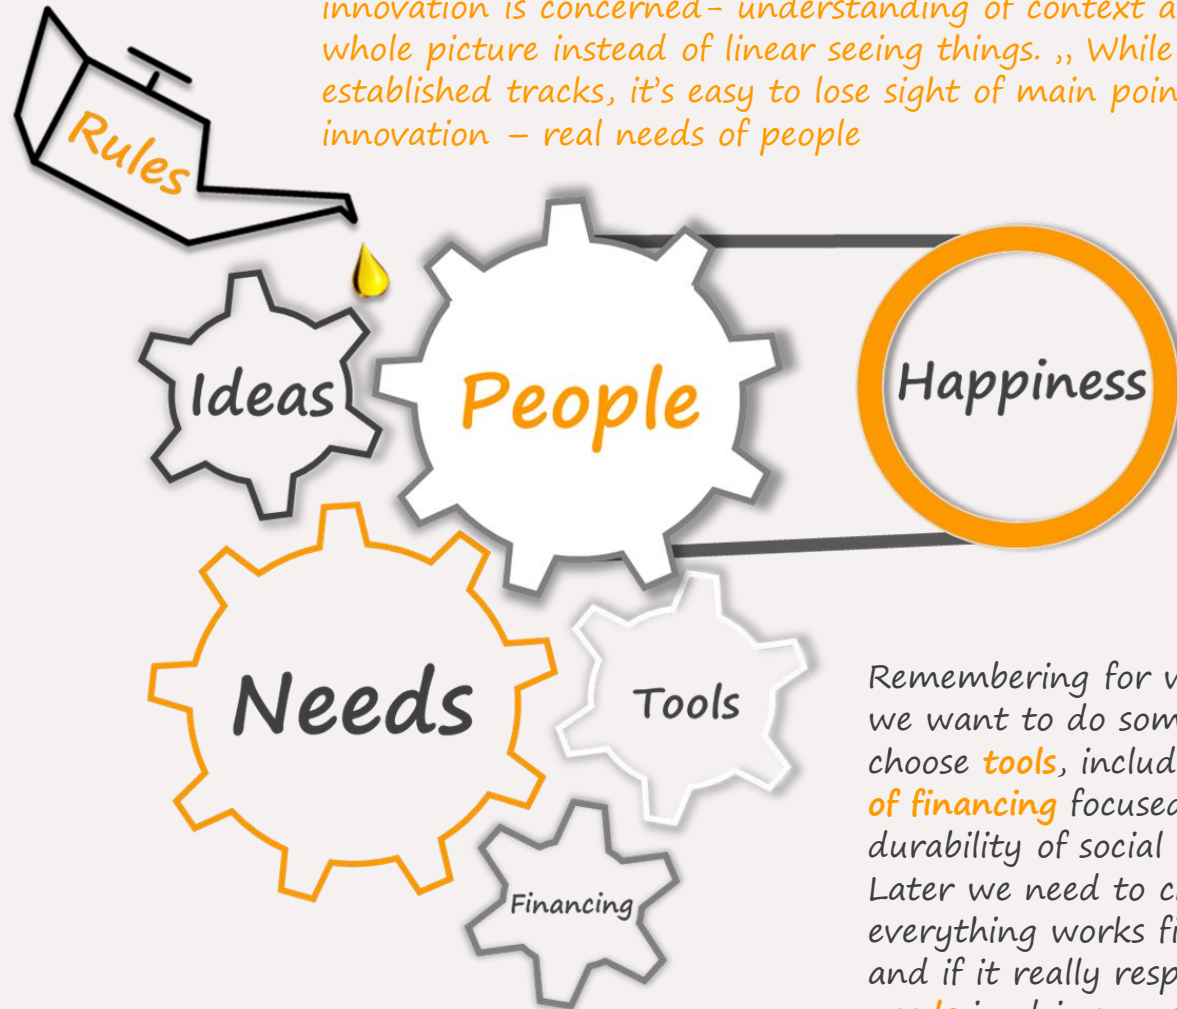 innovation is concerned- understanding of context a
whole picture instead of linear seeing things. ,, While
established tracks, it's easy to lose sight of main poin
innovation – real needs of people
Rules
Ideas
People
Happiness
Needs
Tools
Financing
Remembering for
we want to do som
choose tools, includ
of financing focused
durability of social
Later we need to c
everything works fi
and if it really resp